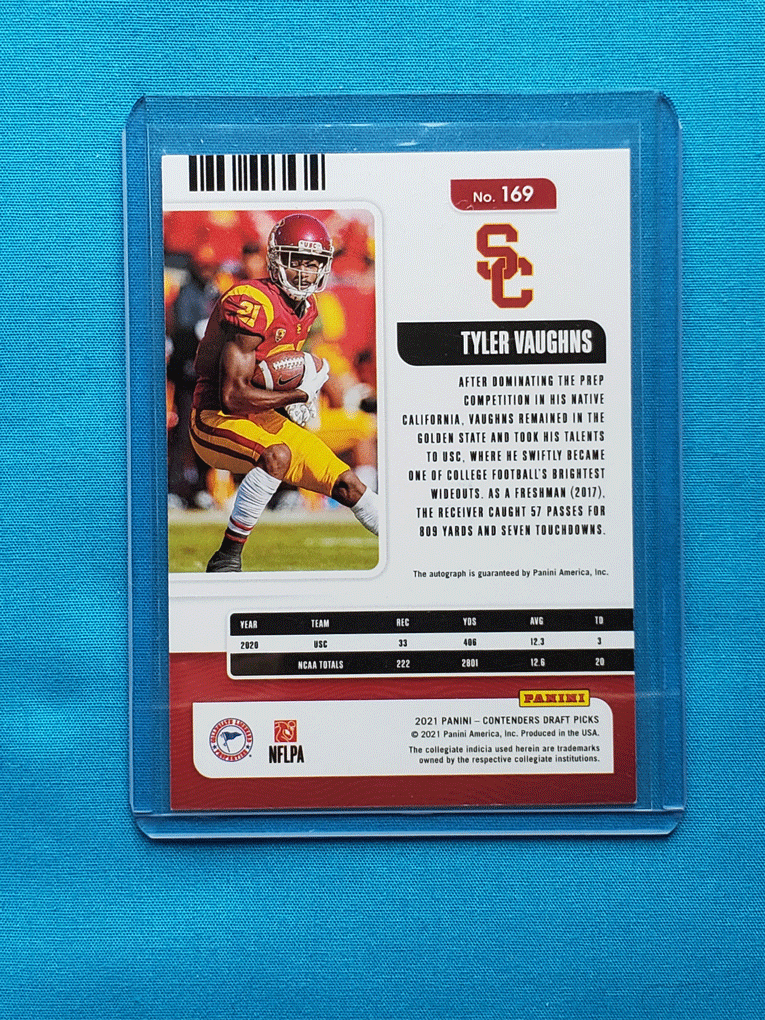 No. 169
SC
USC
21
TYLER VAUGHNS
AFTER DOMINATING THE PREP
COMPETITION IN HIS NATIVE
CALIFORNIA, VAUGHNS REMAINED IN THE
GOLDEN STATE AND TOOK HIS TALENTS
TO USC, WHERE HE SWIFTLY BECAME
ONE OF COLLEGE FOOTBALL'S BRIGHTEST
WIDEOUTS. AS A FRESHMAN (2017),
THE RECEIVER CAUGHT 57 PASSES FOR
809 YARDS AND SEVEN TOUCHDOWNS.
The autograph is guaranteed by Panini America, Inc.
YEAR TEAM REC YDS AVG TD
2020 USC 33 406 12.3 3
NCAA TOTALS 222 2801 12.6 20
PANINI
2021 PANINI – CONTENDERS DRAFT PICKS
© 2021 Panini America, Inc. Produced in the USA.
The collegiate indicia used herein are trademarks
owned by the respective collegiate institutions.
COLLEGIATE LICENSED
PROPERTIES
NFLPA